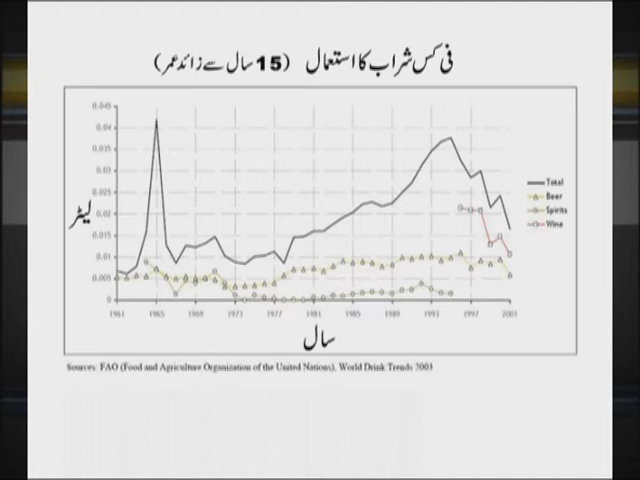 فی کس شراب کا استعمال (15 سال سے زائد عمر)
0.045
0.04
0.035
0.03
0.025
0.02
0.015
0.01
0.005
0
لیٹر
1961 1965 1969 1973 1977 1981 1985 1989 1993 1997 2001
سال
Total
Beer
Spirits
Wine
Sources: FAO (Food and Agriculture Organization of the United Nations), World Drink Trends 2003